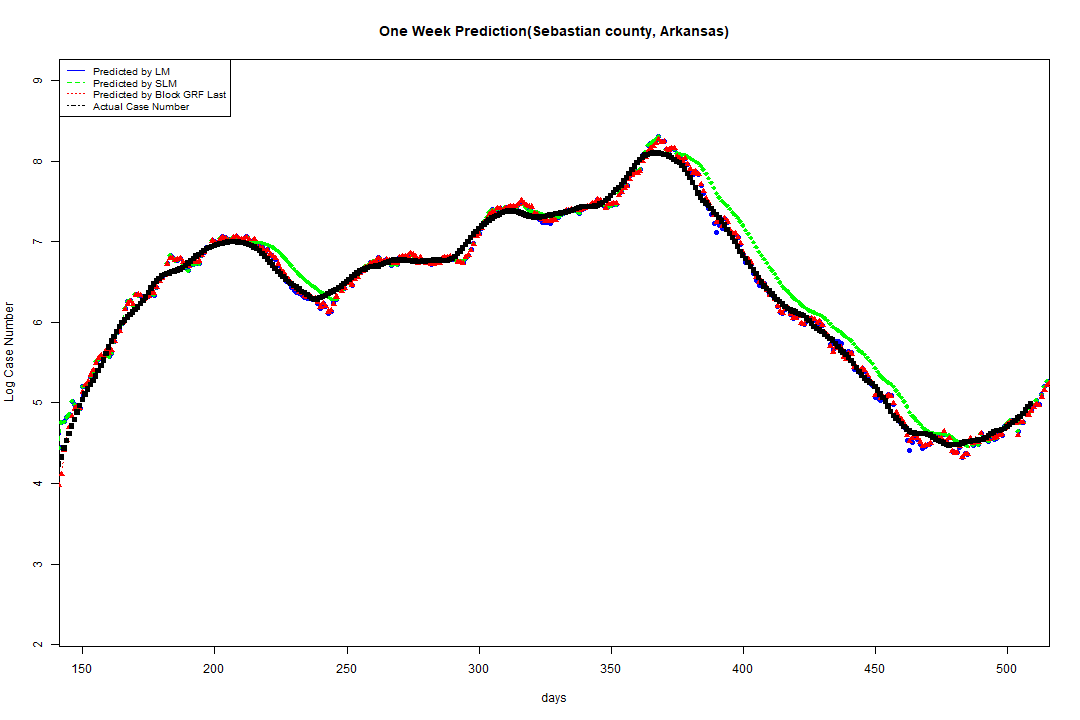 One Week Prediction(Sebastian county, Arkansas)
Predicted by LM
Predicted by SLM
Predicted by Block GRF Last
Actual Case Number
Log Case Number
9
8
7
6
5
4
3
2
150 200 250 300 350 400 450 500
days